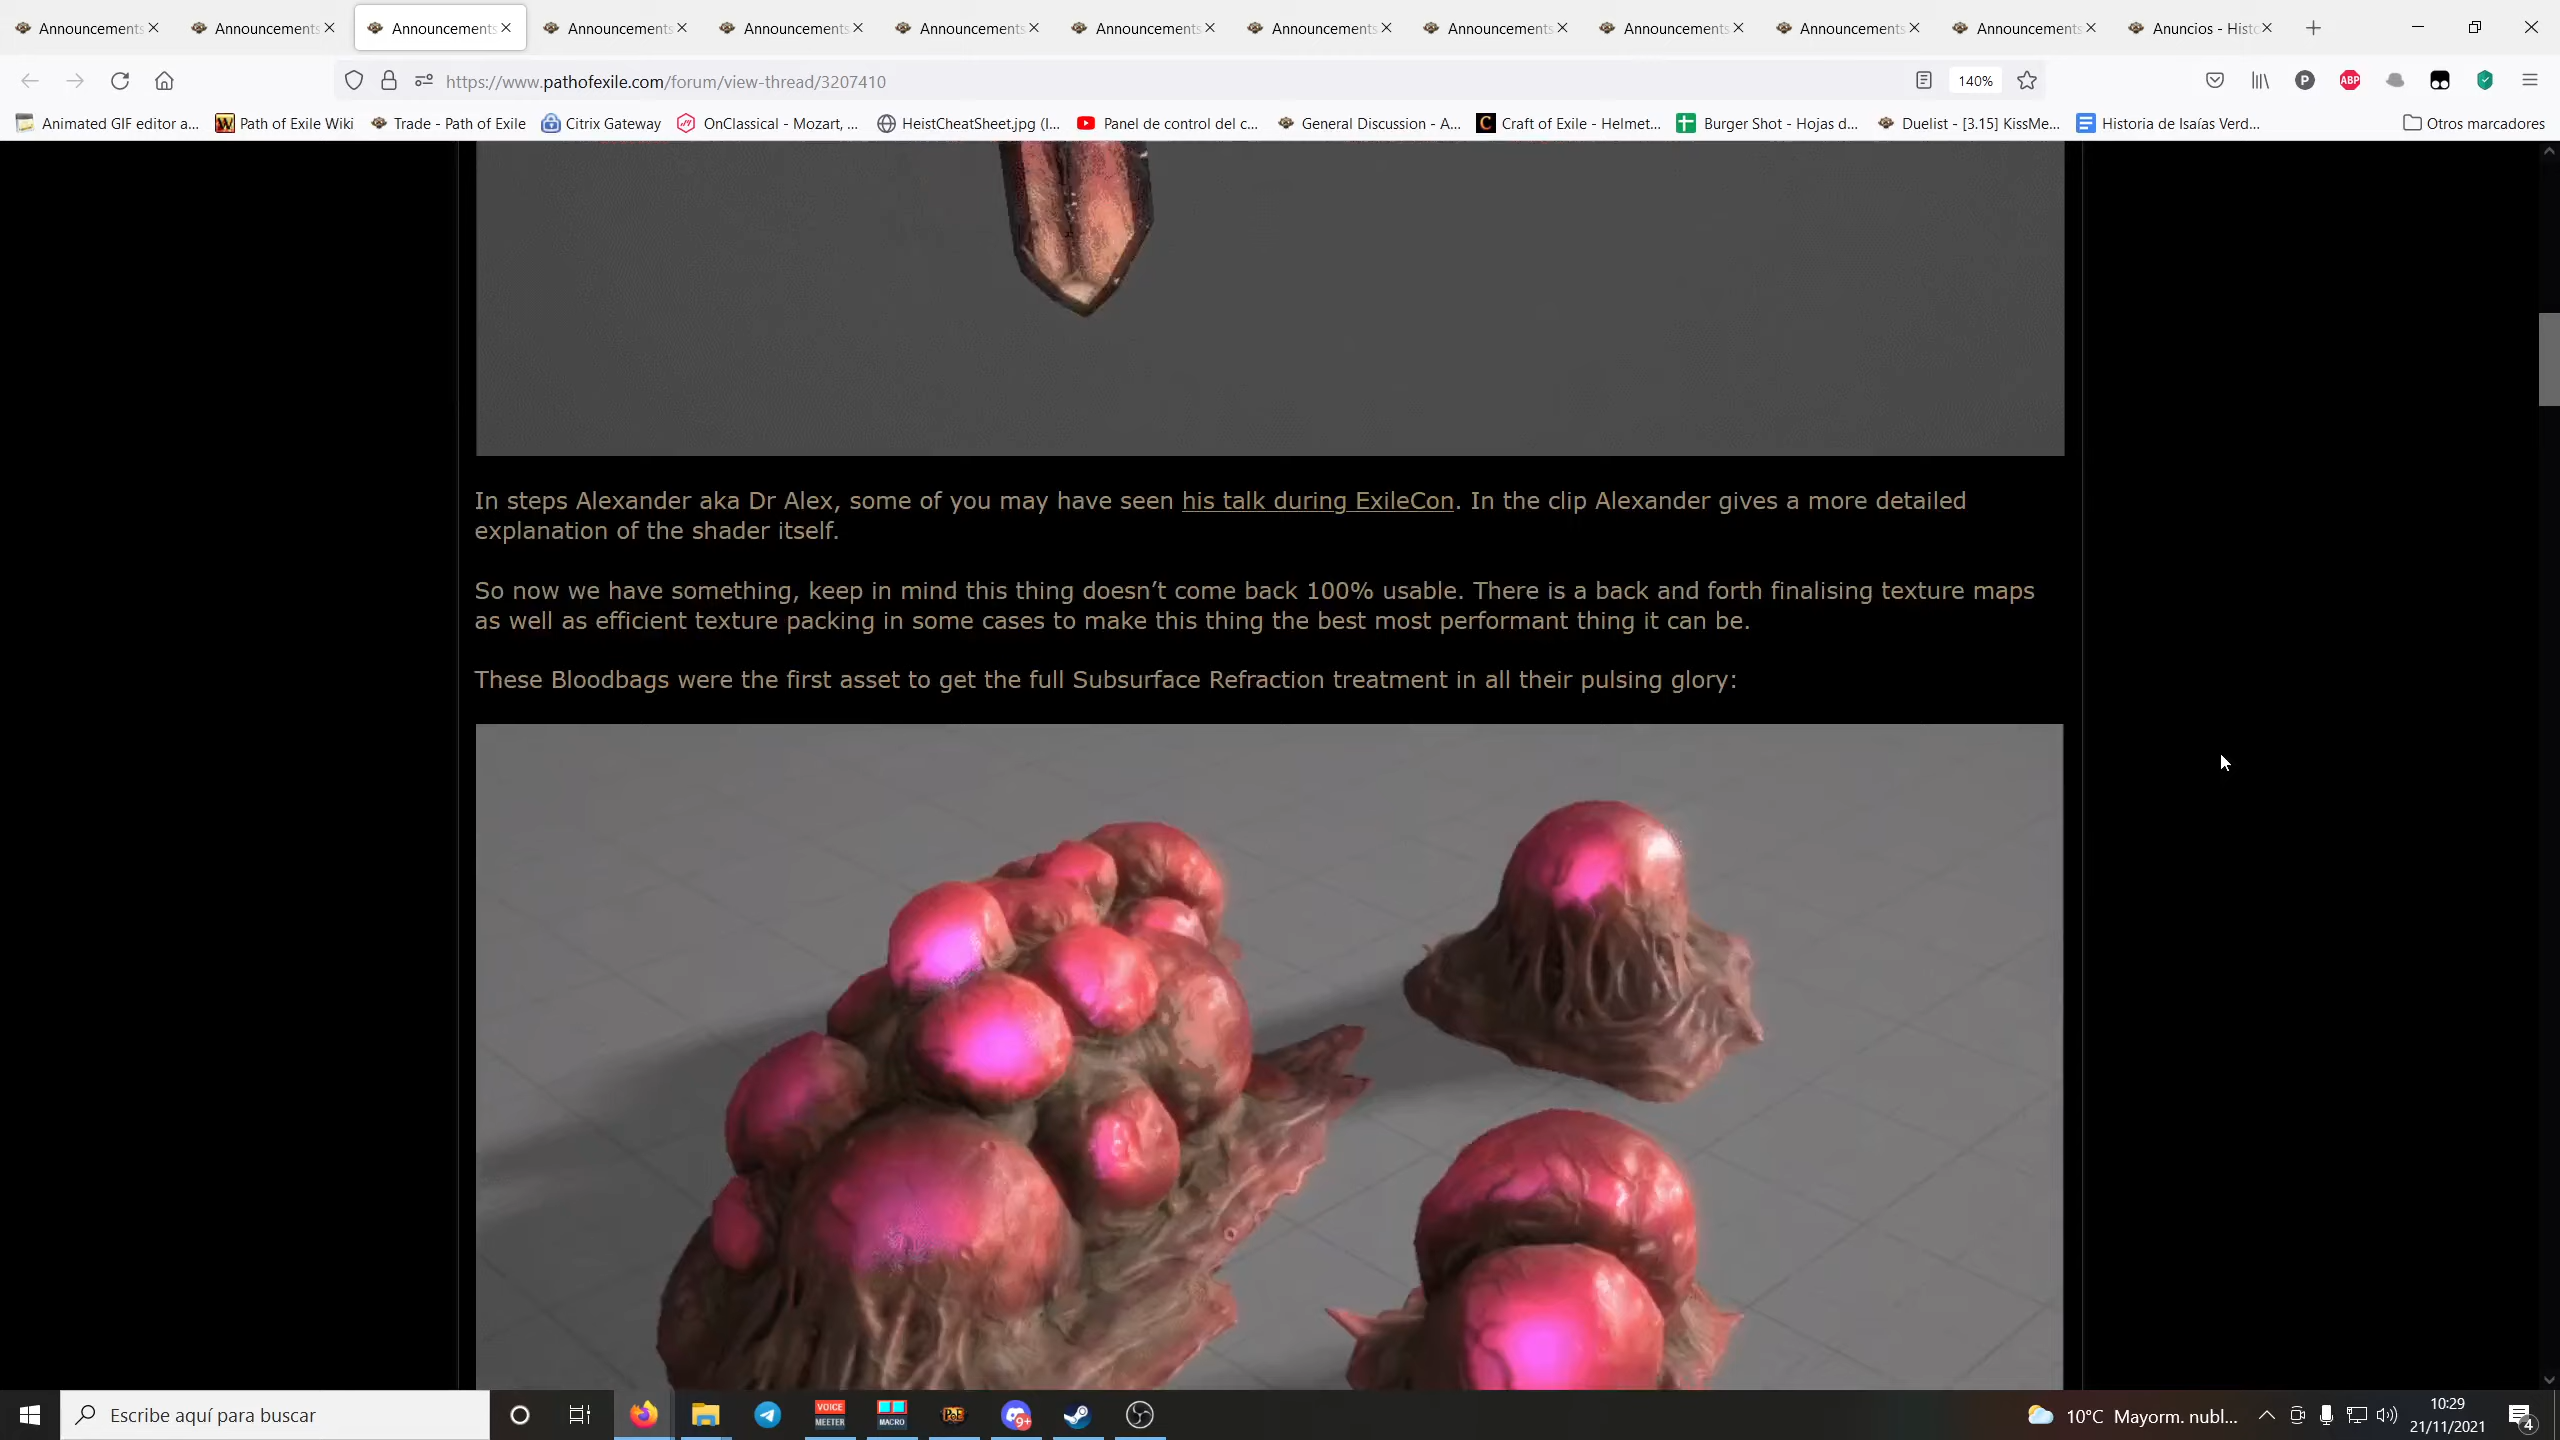 Announcements
Announcements
Announcements
Announcements
Announcements
Announcements
Announcements
Announcements
Announcements
Announcements
Announcements
Announcements
Anuncios - Histo
https://www.pathofexile.com/forum/view-thread/3207410
140%
P
ABP
Animated GIF editor a...
Path of Exile Wiki
Trade - Path of Exile
Citrix Gateway
OnClassical - Mozart, ...
HeistCheatSheet.jpg (I...
Panel de control del c...
General Discussion - A...
C
Craft of Exile - Helmet...
Burger Shot - Hojas d...
Duelist - [3.15] KissMe...
Historia de Isaías Verd...
Otros marcadores
In steps Alexander aka Dr Alex, some of you may have seen his talk during ExileCon. In the clip Alexander gives a more detailed
explanation of the shader itself.
So now we have something, keep in mind this thing doesn’t come back 100% usable. There is a back and forth finalising texture maps
as well as efficient texture packing in some cases to make this thing the best most performant thing it can be.
These Bloodbags were the first asset to get the full Subsurface Refraction treatment in all their pulsing glory:
Escribe aquí para buscar
VOICE
MEETER
MACRO
PoE
9+
10°C Mayorm. nubl...
10:29
21/11/2021
4